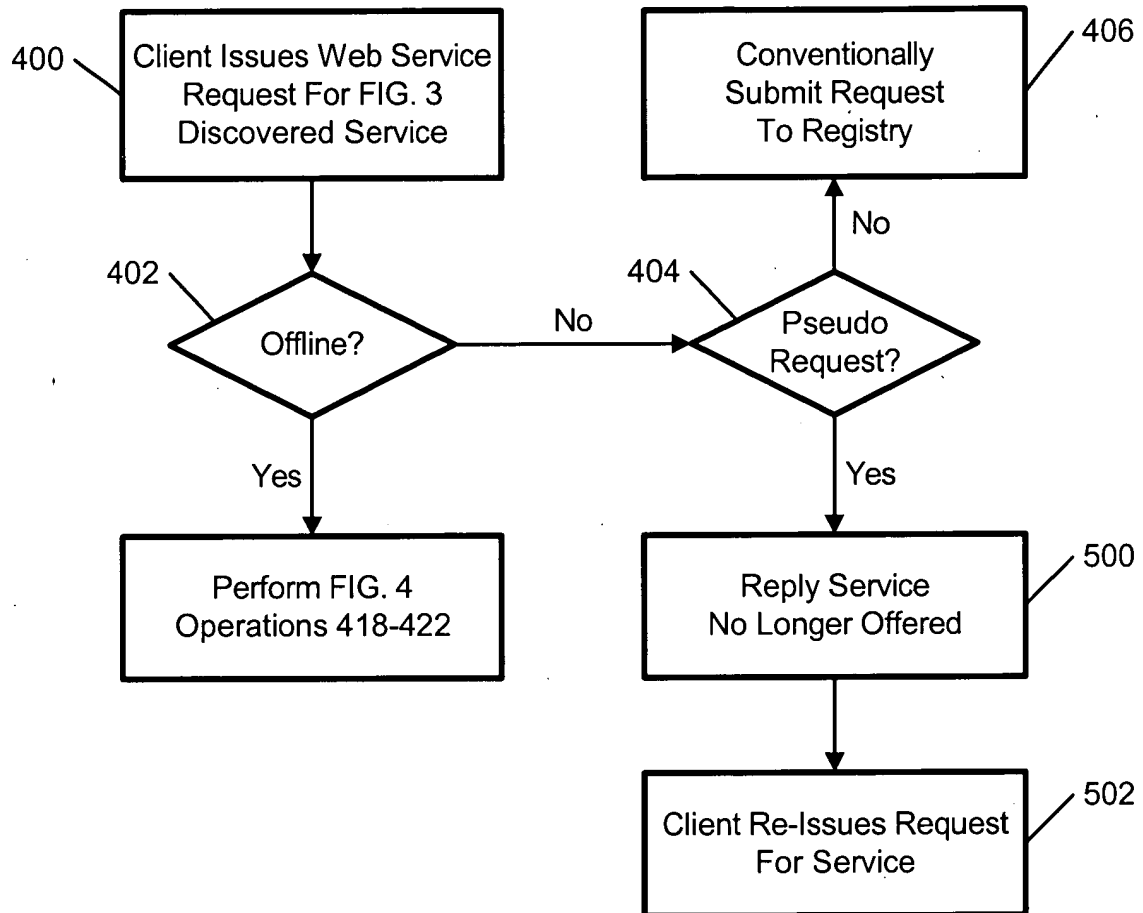 400
Client Issues Web Service
Request For FIG. 3
Discovered Service
Conventionally
Submit Request
To Registry
406
402
Offline?
No
404
Pseudo
Request?
No
Yes
Yes
Perform FIG. 4
Operations 418-422
Reply Service
No Longer Offered
500
Client Re-Issues Request
For Service
502